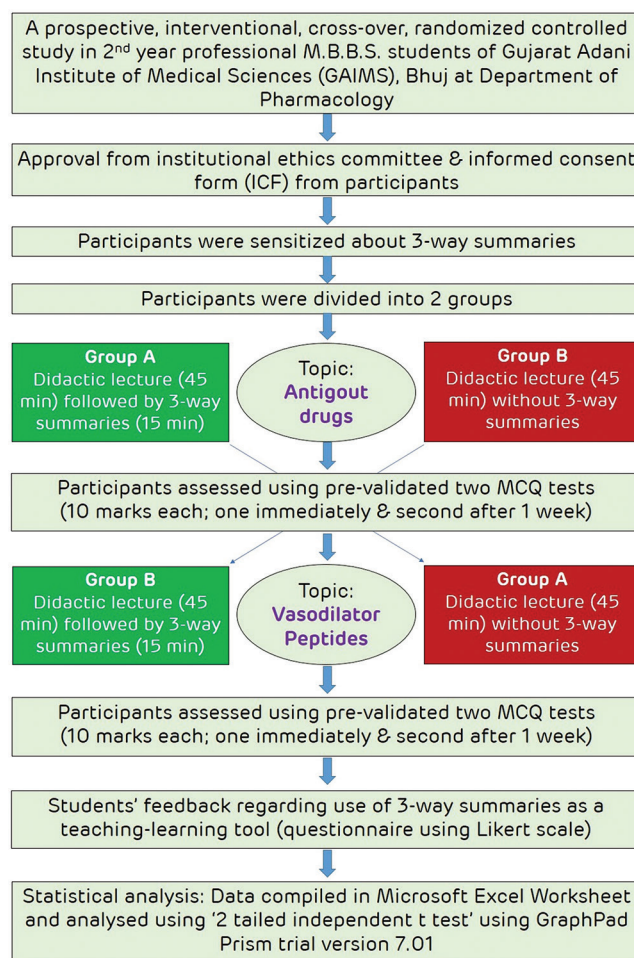 A prospective, interventional, cross-over, randomized controlled
study in 2nd year professional M.B.B.S. students of Gujarat Adani
Institute of Medical Sciences (GAIMS), Bhuj at Department of
Pharmacology
Approval from institutional ethics committee & informed consent
form (ICF) from participants
Participants were sensitized about 3-way summaries
Participants were divided into 2 groups
Group A
Didactic lecture (45
min) followed by 3-way
summaries (15 min)
Topic:
Antigout
drugs
Group B
Didactic lecture (45
min) without 3-way
summaries
Participants assessed using pre-validated two MCQ tests
(10 marks each; one immediately & second after 1 week)
Group B
Didactic lecture (45
min) followed by 3-way
summaries (15 min)
Topic:
Vasodilator
Peptides
Group A
Didactic lecture (45
min) without 3-way
summaries
Participants assessed using pre-validated two MCQ tests
(10 marks each; one immediately & second after 1 week)
Students' feedback regarding use of 3-way summaries as a
teaching-learning tool (questionnaire using Likert scale)
Statistical analysis: Data compiled in Microsoft Excel Worksheet
and analysed using '2 tailed independent t test' using GraphPad
Prism trial version 7.01